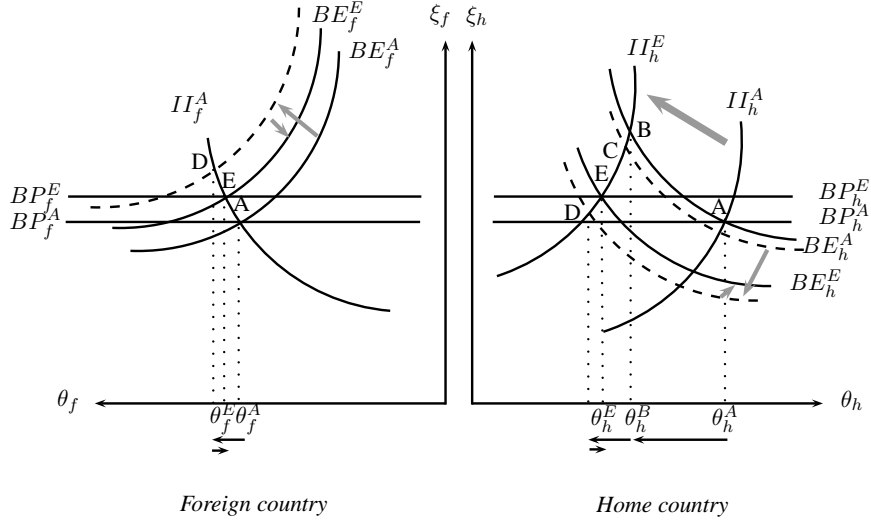 BE_f^E ξ_f ξ_h
BE_f^A II_h^E
II_f^A II_h^A
B
D C
E E
BP_f^E BP_h^E
A D A
BP_f^A BP_h^A
BE_h^A
BE_h^E
θ_f θ_h
θ_f^E θ_f^A θ_h^E θ_h^B θ_h^A
Foreign country Home country